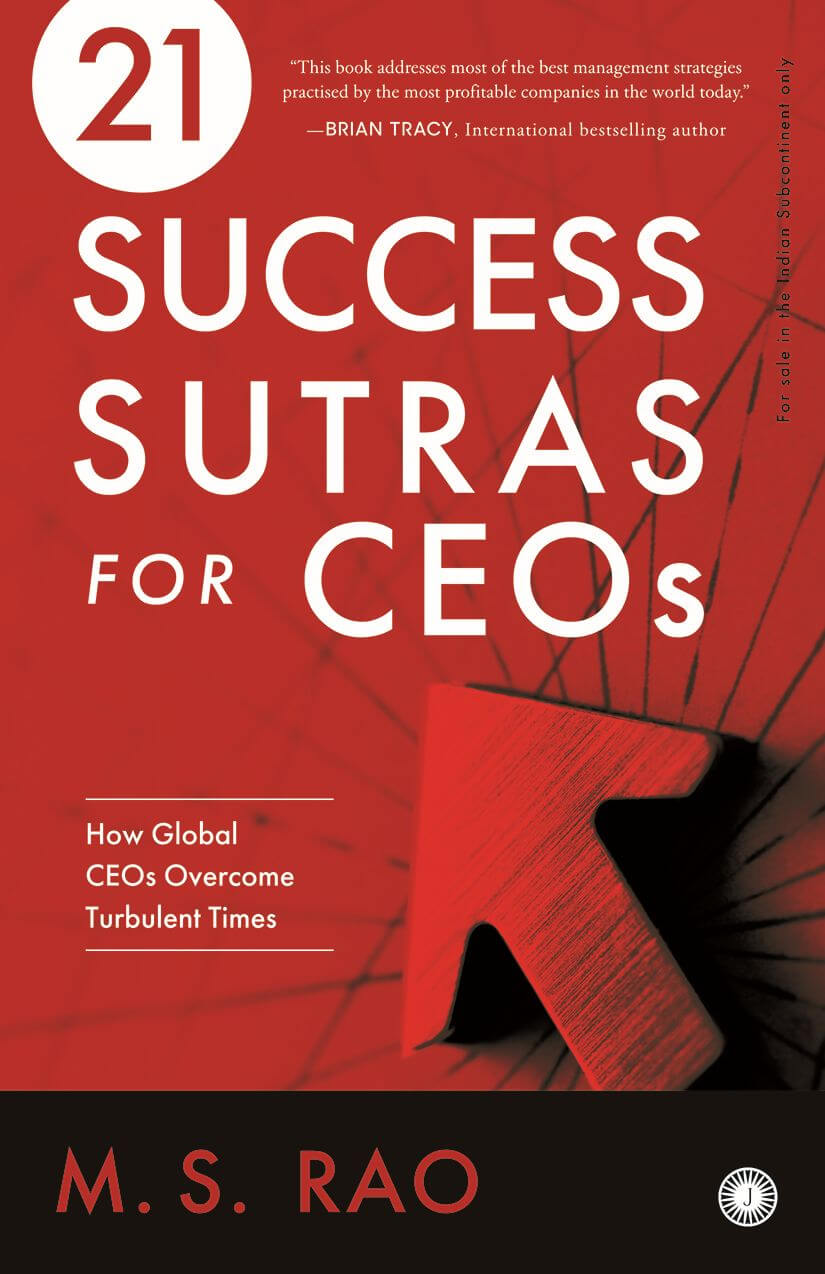 21
“This book addresses most of the best management strategies
practised by the most profitable companies in the world today.”
—BRIAN TRACY, International bestselling author
For sale in the Indian Subcontinent only
SUCCESS
SUTRAS
FOR CEOs
How Global
CEOs Overcome
Turbulent Times
M. S. RAO
J